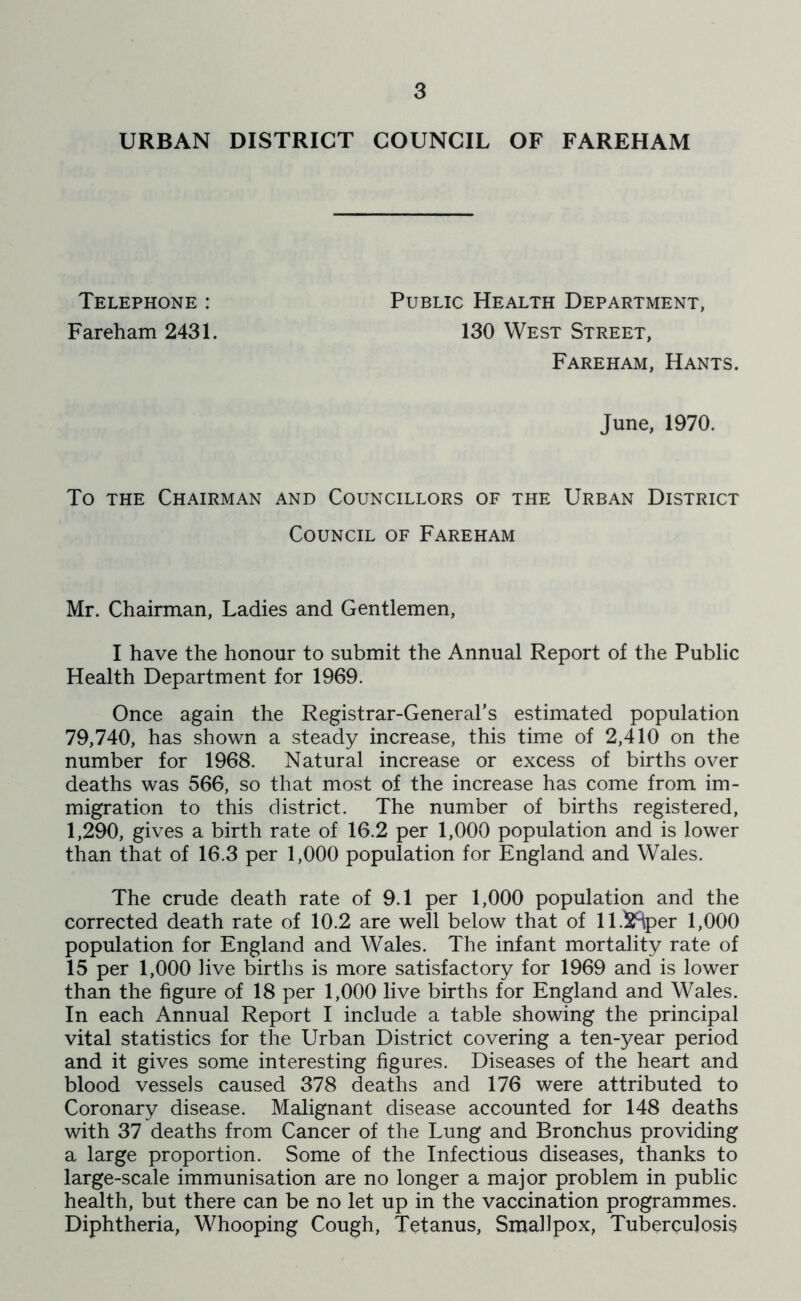 3
URBAN DISTRICT COUNCIL OF FAREHAM
Telephone : Public Health Department,
Fareham 2431. 130 West Street,
Fareham, Hants.
June, 1970.
To the Chairman and Councillors of the Urban District
Council of Fareham
Mr. Chairman, Ladies and Gentlemen,
I have the honour to submit the Annual Report of the Public
Health Department for 1969.
Once again the Registrar-General's estimated population
79,740, has shown a steady increase, this time of 2,410 on the
number for 1968. Natural increase or excess of births over
deaths was 566, so that most of the increase has come from im-
migration to this district. The number of births registered,
1,290, gives a birth rate of 16.2 per 1,000 population and is lower
than that of 16.3 per 1,000 population for England and Wales.
The crude death rate of 9.1 per 1,000 population and the
corrected death rate of 10.2 are well below that of per 1,000
population for England and Wales. The infant mortality rate of
15 per 1,000 live births is more satisfactory for 1969 and is lower
than the figure of 18 per 1,000 live births for England and Wales.
In each Annual Report I include a table showing the principal
vital statistics for the Urban District covering a ten-year period
and it gives some interesting figures. Diseases of the heart and
blood vessels caused 378 deaths and 176 were attributed to
Coronary disease. Malignant disease accounted for 148 deaths
with 37 deaths from Cancer of the Lung and Bronchus providing
a large proportion. Some of the Infectious diseases, thanks to
large-scale immunisation are no longer a major problem in public
health, but there can be no let up in the vaccination programmes.
Diphtheria, Whooping Cough, Tetanus, Smallpox, Tuberculosis